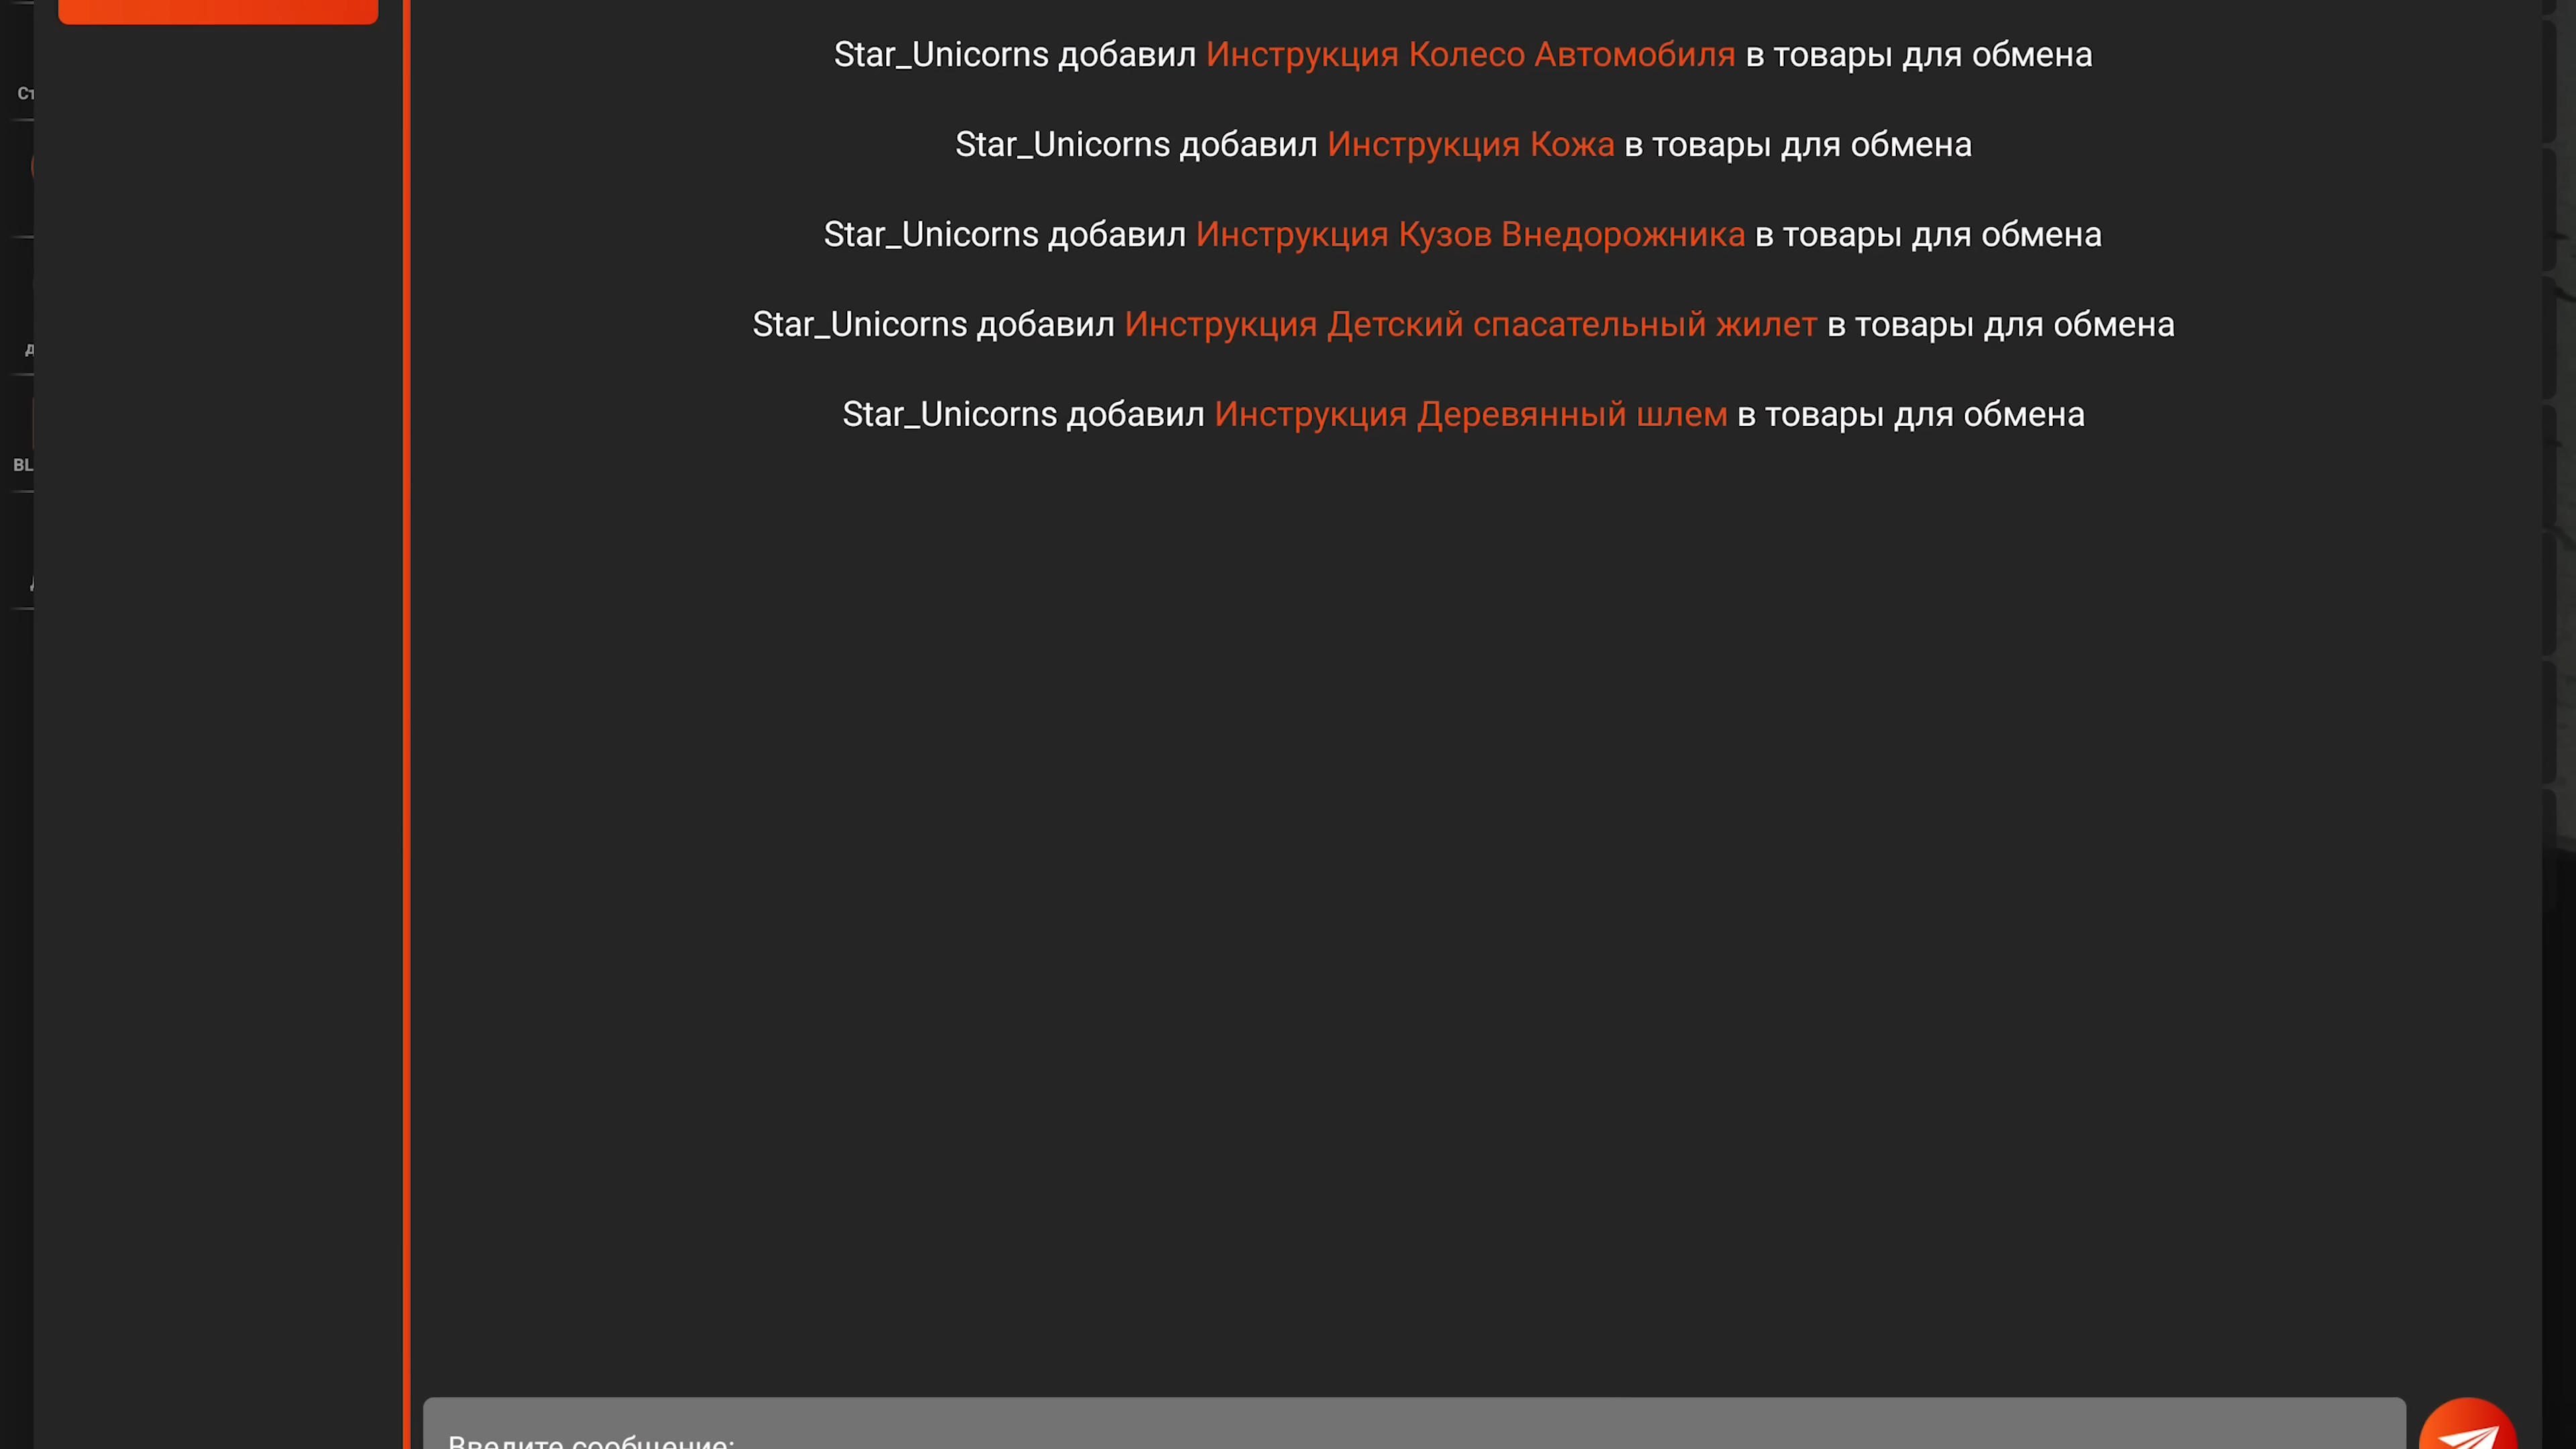 Star_Unicorns добавил Инструкция Колесо Автомобиля в товары для обмена
Star_Unicorns добавил Инструкция Кожа в товары для обмена
Star_Unicorns добавил Инструкция Кузов Внедорожника в товары для обмена
Star_Unicorns добавил Инструкция Детский спасательный жилет в товары для обмена
Star_Unicorns добавил Инструкция Деревянный шлем в товары для обмена
Введите сообщение: